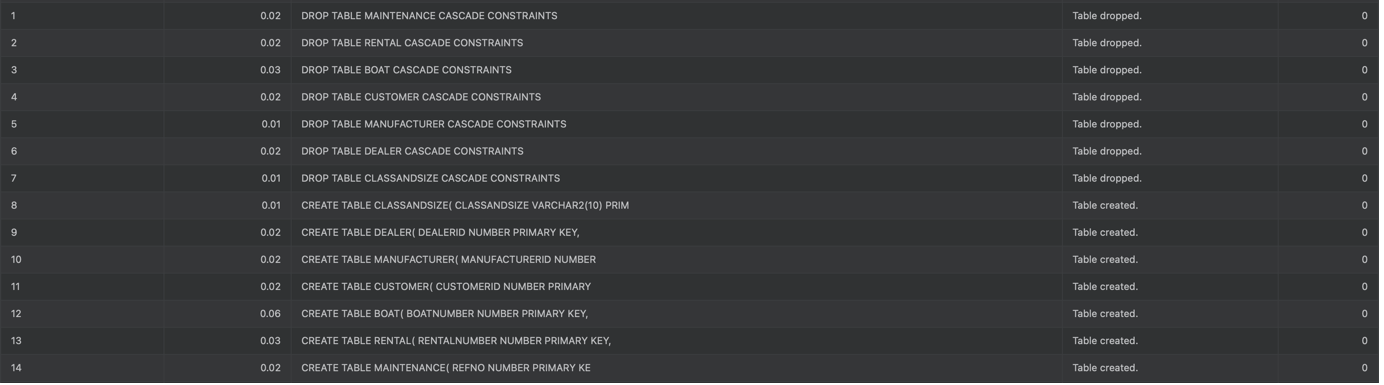 1 0.02 DROP TABLE MAINTENANCE CASCADE CONSTRAINTS Table dropped. 0
2 0.02 DROP TABLE RENTAL CASCADE CONSTRAINTS Table dropped. 0
3 0.03 DROP TABLE BOAT CASCADE CONSTRAINTS Table dropped. 0
4 0.02 DROP TABLE CUSTOMER CASCADE CONSTRAINTS Table dropped. 0
5 0.01 DROP TABLE MANUFACTURER CASCADE CONSTRAINTS Table dropped. 0
6 0.02 DROP TABLE DEALER CASCADE CONSTRAINTS Table dropped. 0
7 0.01 DROP TABLE CLASSANDSIZE CASCADE CONSTRAINTS Table dropped. 0
8 0.01 CREATE TABLE CLASSANDSIZE( CLASSANDSIZE VARCHAR2(10) PRIM Table created. 0
9 0.02 CREATE TABLE DEALER( DEALERID NUMBER PRIMARY KEY, Table created. 0
10 0.02 CREATE TABLE MANUFACTURER( MANUFACTURERID NUMBER Table created. 0
11 0.02 CREATE TABLE CUSTOMER( CUSTOMERID NUMBER PRIMARY Table created. 0
12 0.06 CREATE TABLE BOAT( BOATNUMBER NUMBER PRIMARY KEY, Table created. 0
13 0.03 CREATE TABLE RENTAL( RENTALNUMBER NUMBER PRIMARY KEY, Table created. 0
14 0.02 CREATE TABLE MAINTENANCE( REFNO NUMBER PRIMARY KE Table created. 0